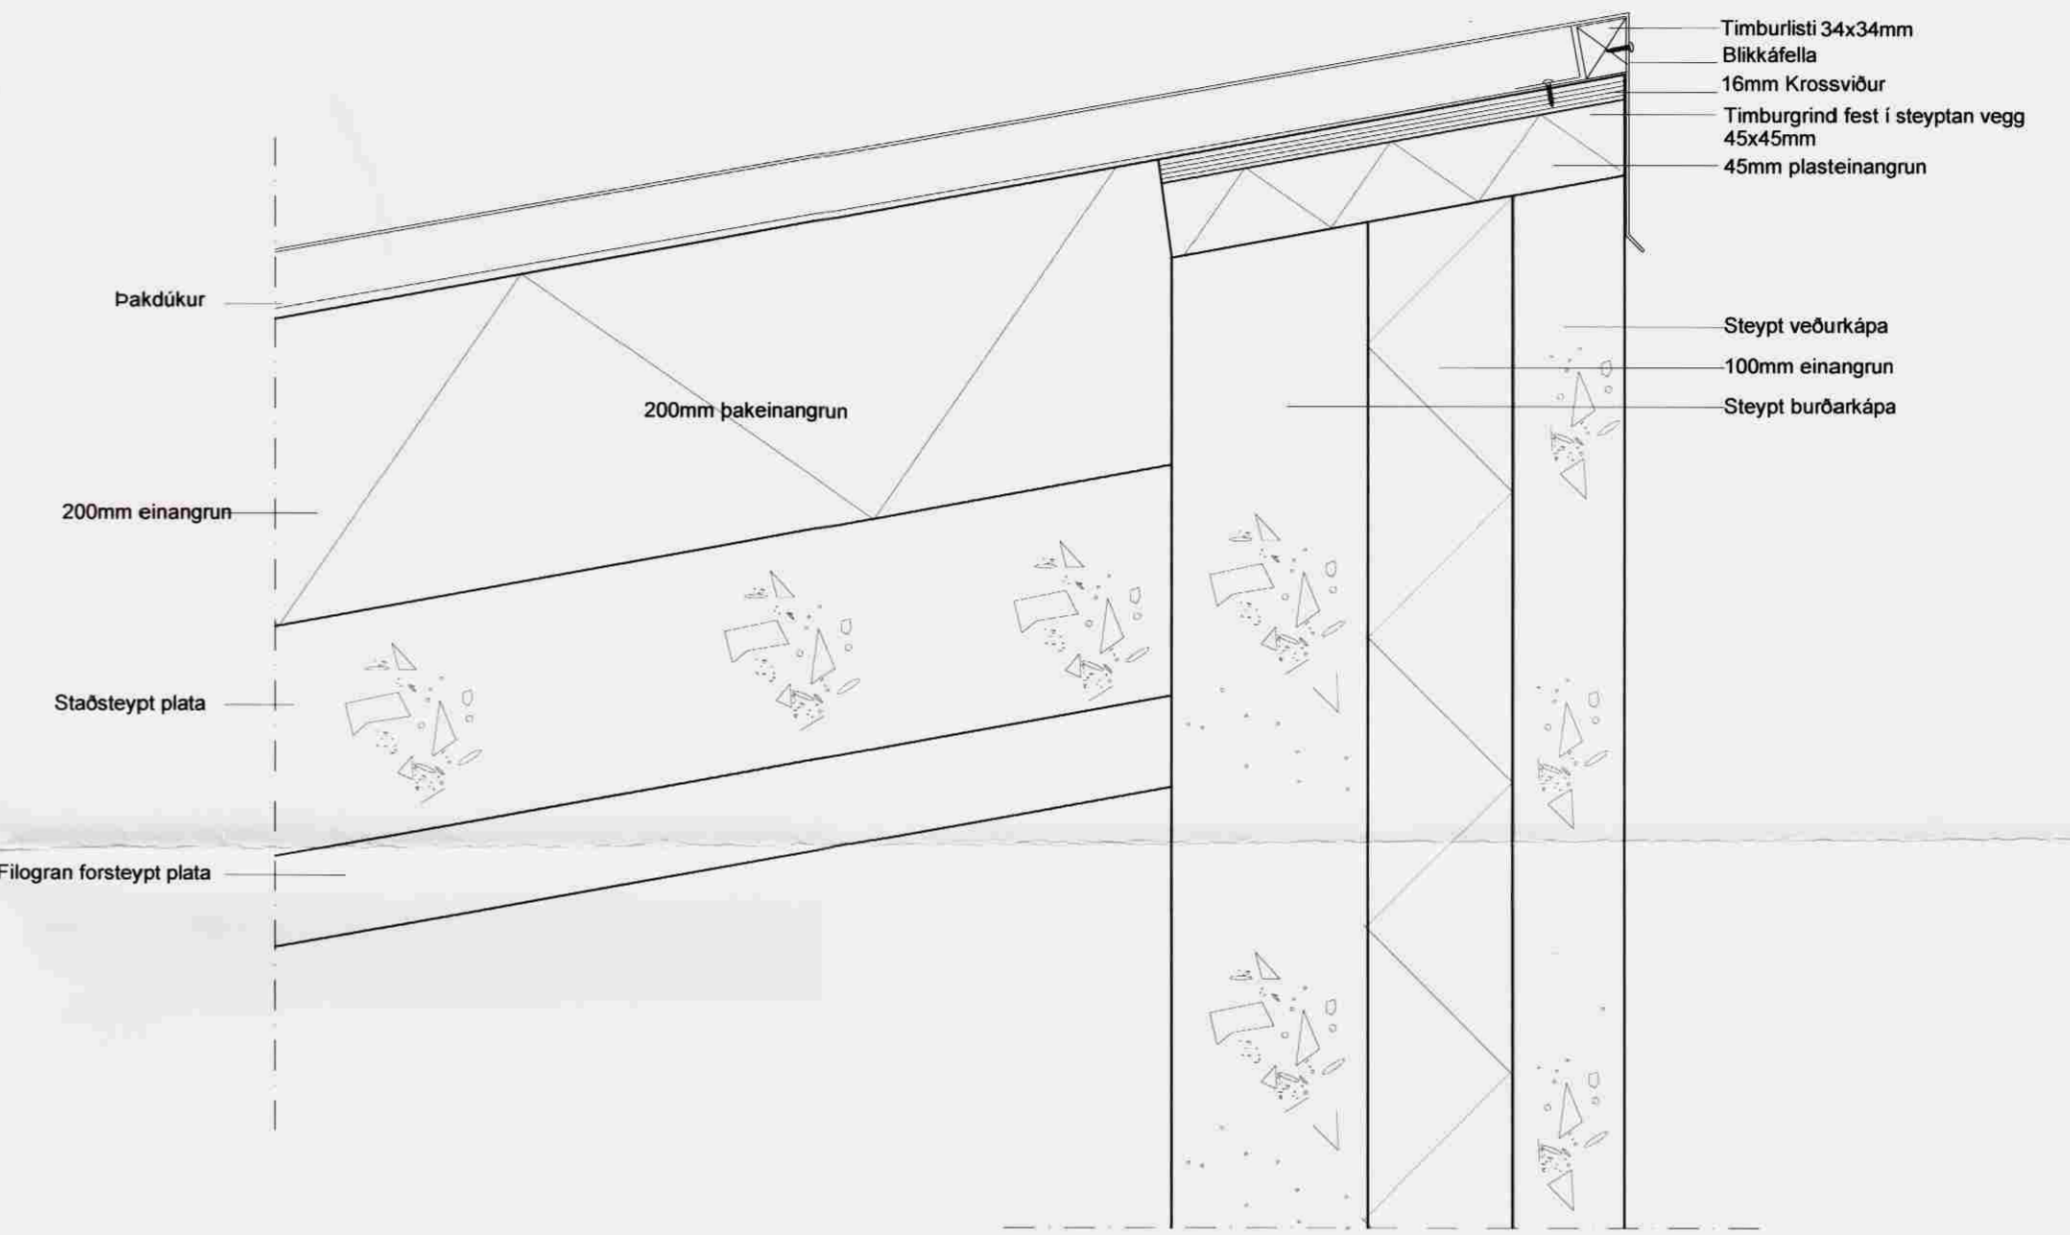 Timburlisti 34x34mm
Blikkáfella
16mm Krossviður
Timburgrind fest í steyptan vegg
45x45mm
45mm plasteinangrun
Þakdúkur
Steypt veðurkápa
100mm einangrun
Steypt burðarkápa
200mm þakeinangrun
200mm einangrun
Staðsteypt plata
Filogran forsteypt plata